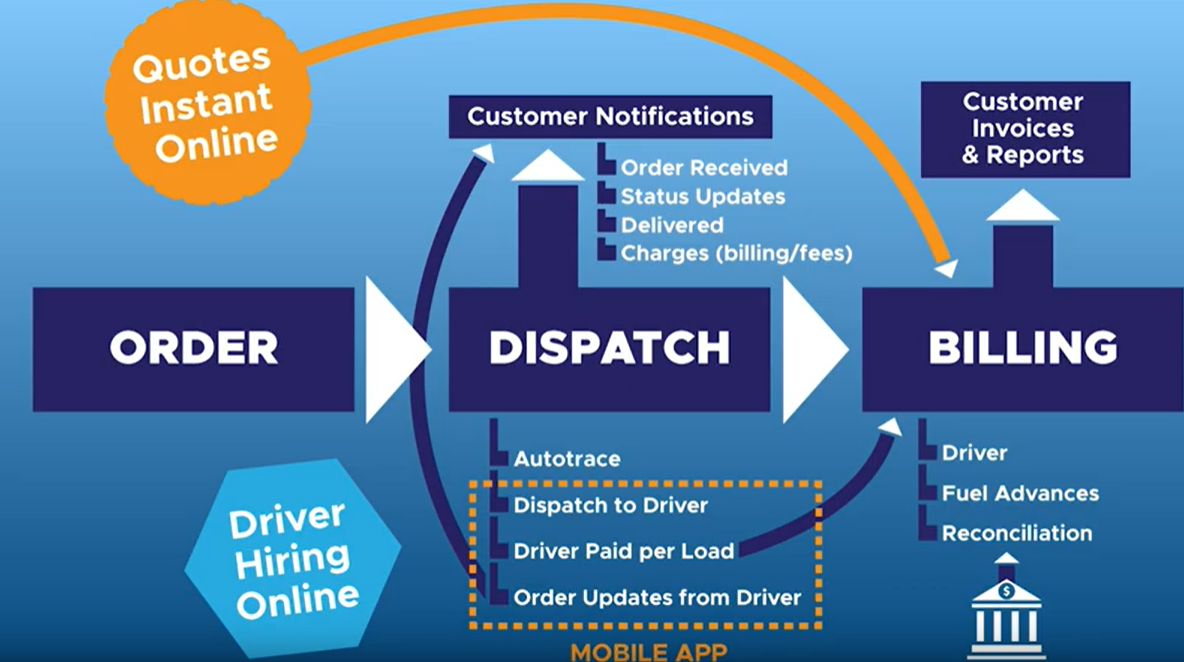 Quotes
Instant
Online
Customer Notifications
Order Received
Status Updates
Delivered
Charges (billing/fees)
Customer
Invoices
& Reports
ORDER
DISPATCH
BILLING
Autotrace
Dispatch to Driver
Driver Paid per Load
Order Updates from Driver
MOBILE APP
Driver
Fuel Advances
Reconciliation
$
Driver
Hiring
Online